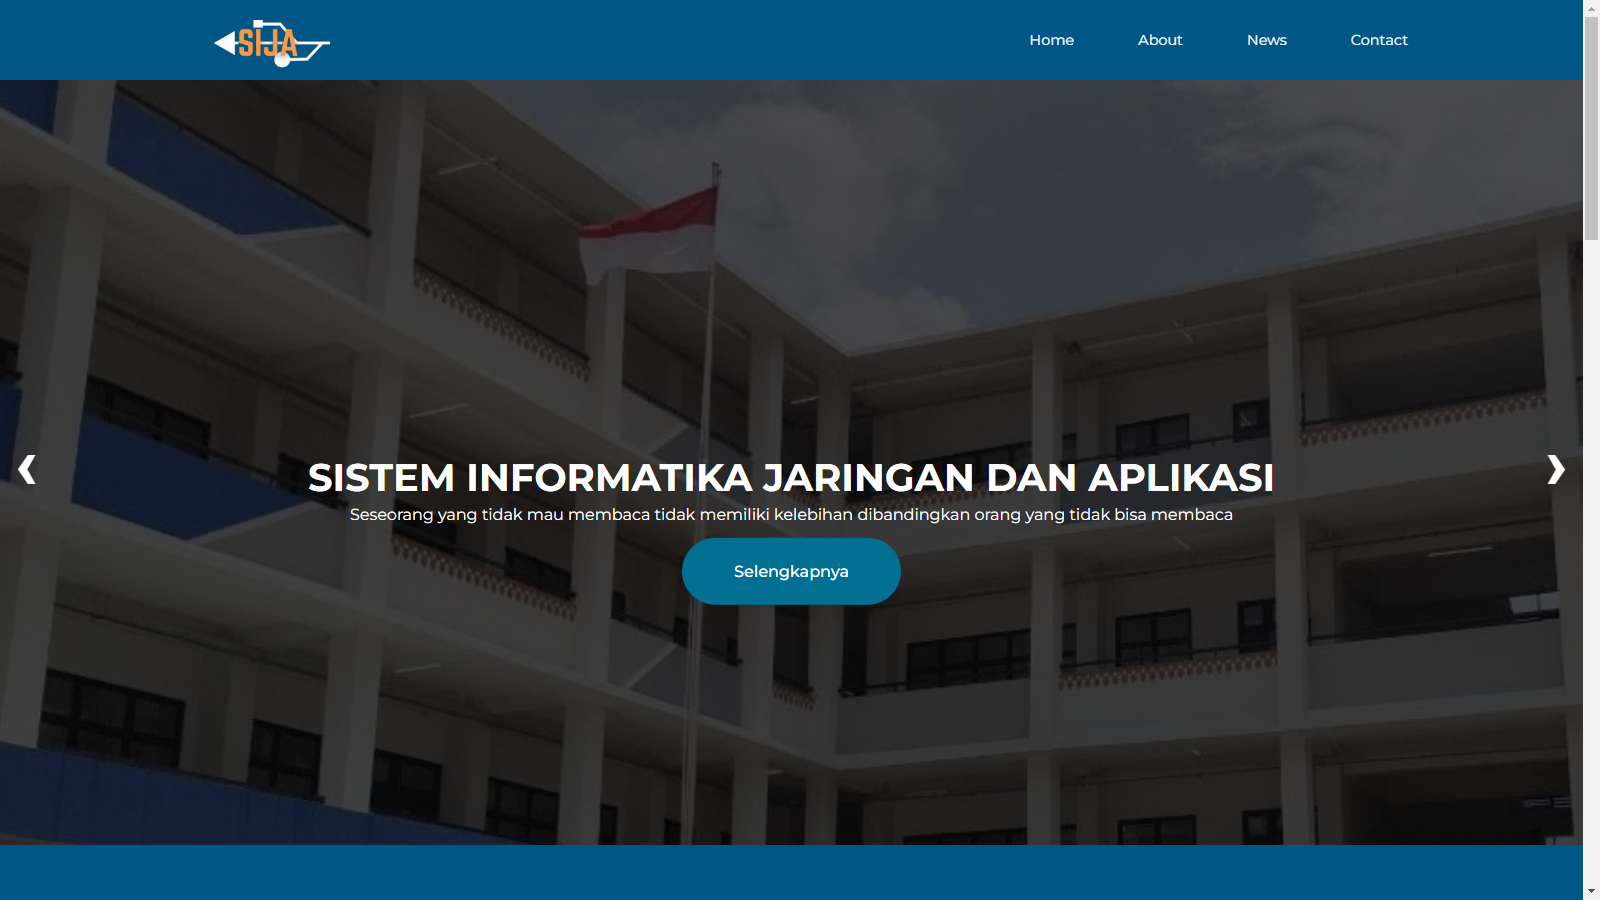 SIJA
Home
About
News
Contact
❮
❯
SISTEM INFORMATIKA JARINGAN DAN APLIKASI
Seseorang yang tidak mau membaca tidak memiliki kelebihan dibandingkan orang yang tidak bisa membaca
Selengkapnya